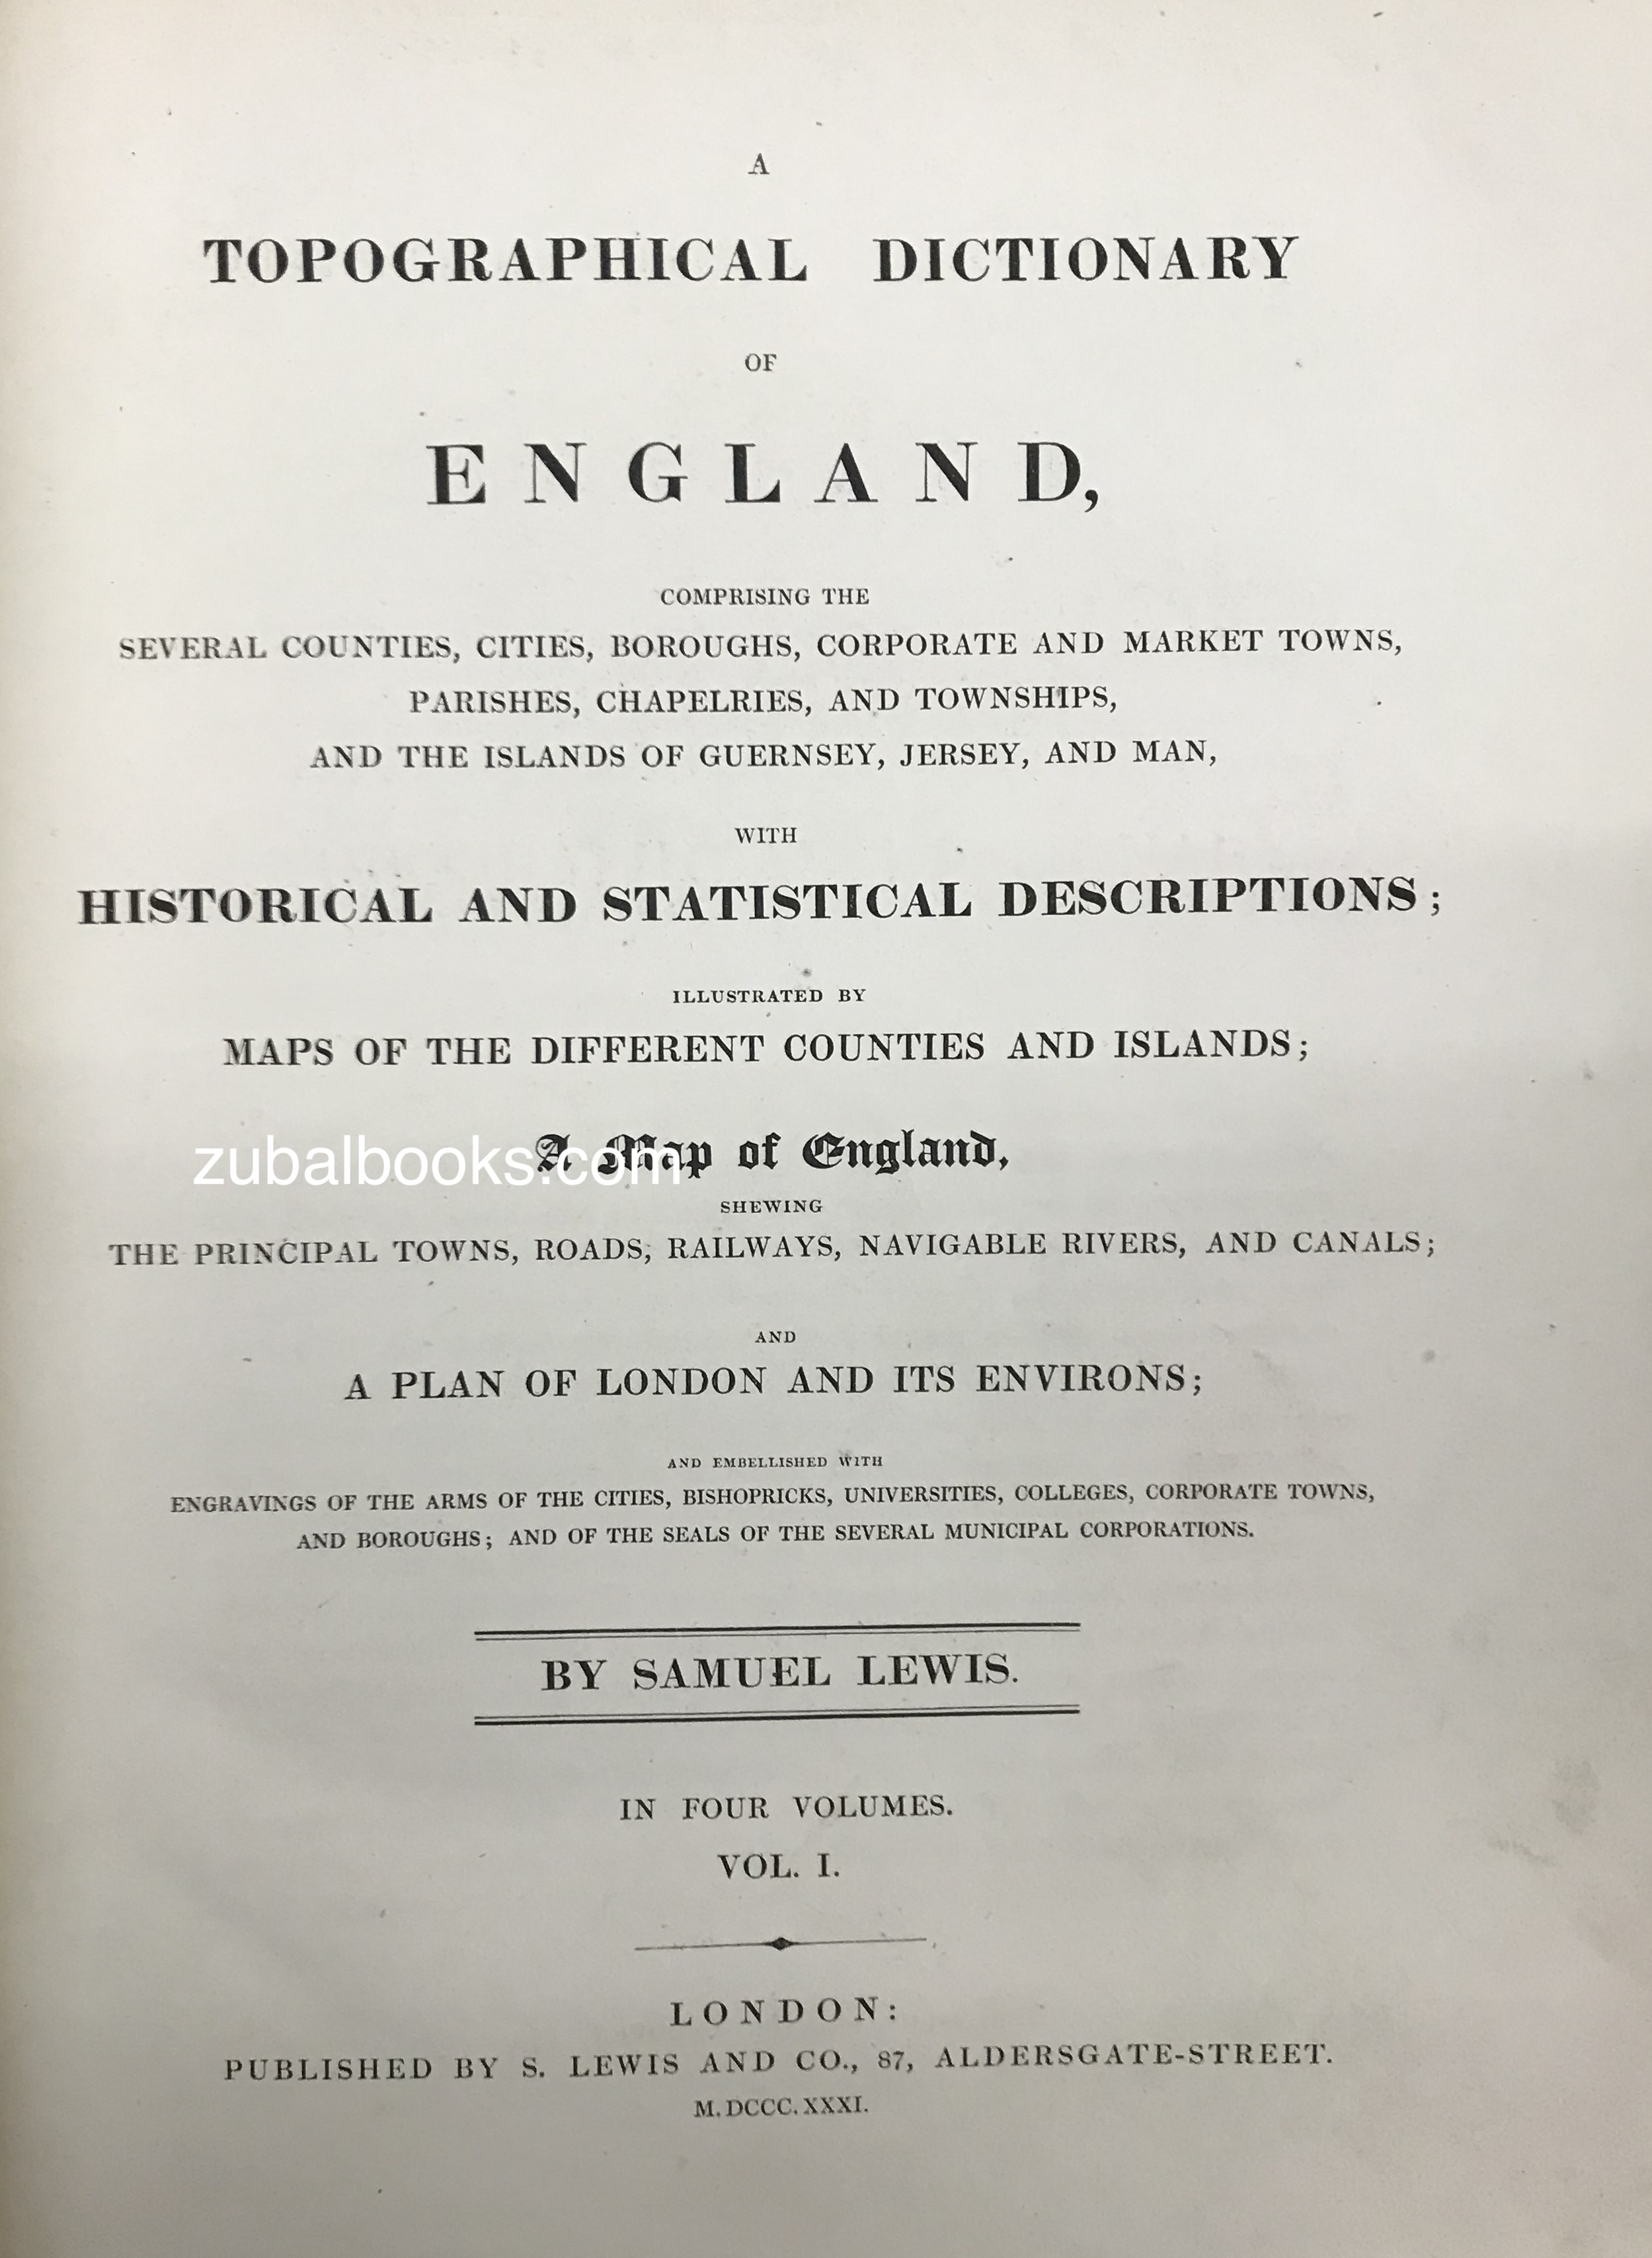 A
TOPOGRAPHICAL DICTIONARY
OF
ENGLAND,
COMPRISING THE
SEVERAL COUNTIES, CITIES, BOROUGHS, CORPORATE AND MARKET TOWNS,
PARISHES, CHAPELRIES, AND TOWNSHIPS,
AND THE ISLANDS OF GUERNSEY, JERSEY, AND MAN,
WITH
HISTORICAL AND STATISTICAL DESCRIPTIONS;
ILLUSTRATED BY
MAPS OF THE DIFFERENT COUNTIES AND ISLANDS;
A Map of England,
zubalbooks.com
SHEWING
THE PRINCIPAL TOWNS, ROADS, RAILWAYS, NAVIGABLE RIVERS, AND CANALS;
AND
A PLAN OF LONDON AND ITS ENVIRONS;
AND EMBELLISHED WITH
ENGRAVINGS OF THE ARMS OF THE CITIES, BISHOPRICKS, UNIVERSITIES, COLLEGES, CORPORATE TOWNS,
AND BOROUGHS; AND OF THE SEALS OF THE SEVERAL MUNICIPAL CORPORATIONS.
BY SAMUEL LEWIS.
IN FOUR VOLUMES.
VOL. I.
LONDON:
PUBLISHED BY S. LEWIS AND CO., 87, ALDERSGATE-STREET.
M.DCCC.XXXI.